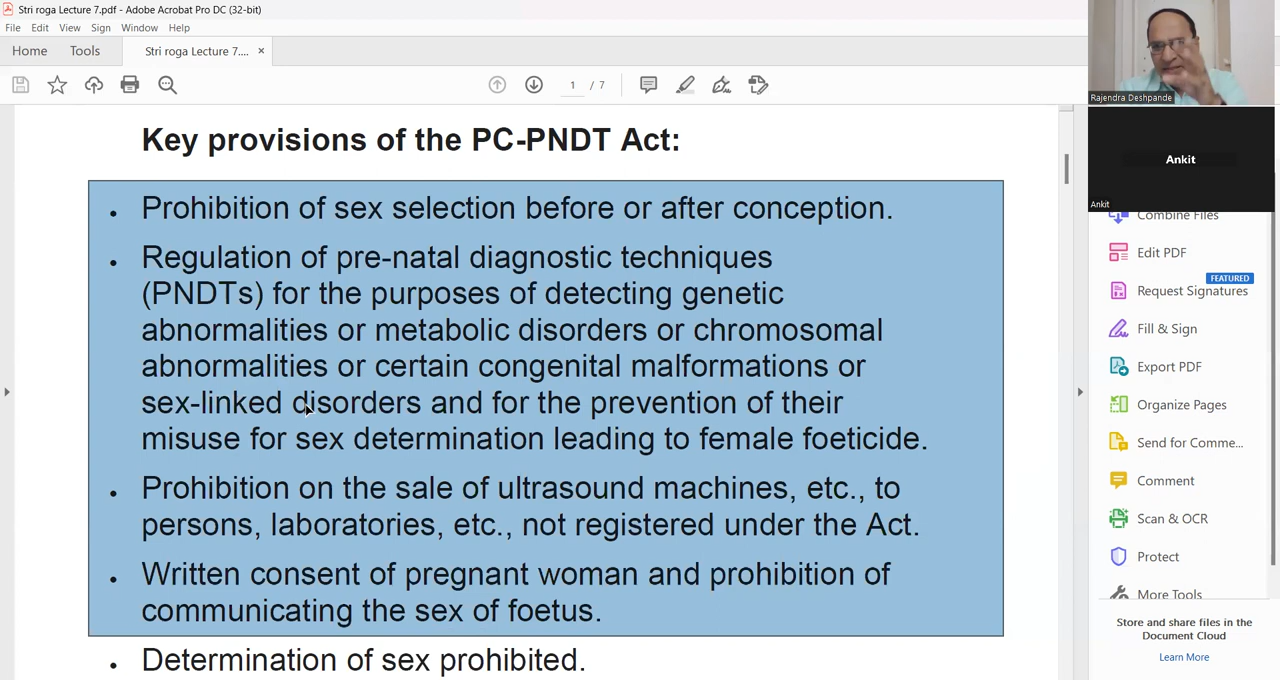 Stri roga Lecture 7.pdf - Adobe Acrobat Pro DC (32-bit)
File Edit View Sign Window Help
Home Tools Stri roga Lecture 7.... ×
1 / 7
Rajendra Deshpande
Ankit
Ankit
Key provisions of the PC-PNDT Act:
• Prohibition of sex selection before or after conception.
• Regulation of pre-natal diagnostic techniques
(PNDTs) for the purposes of detecting genetic
abnormalities or metabolic disorders or chromosomal
abnormalities or certain congenital malformations or
sex-linked disorders and for the prevention of their
misuse for sex determination leading to female foeticide.
• Prohibition on the sale of ultrasound machines, etc., to
persons, laboratories, etc., not registered under the Act.
• Written consent of pregnant woman and prohibition of
communicating the sex of foetus.
• Determination of sex prohibited.
Combine Files
Edit PDF
FEATURED
Request Signatures
Fill & Sign
Export PDF
Organize Pages
Send for Comme...
Comment
Scan & OCR
Protect
More Tools
Store and share files in the
Document Cloud
Learn More